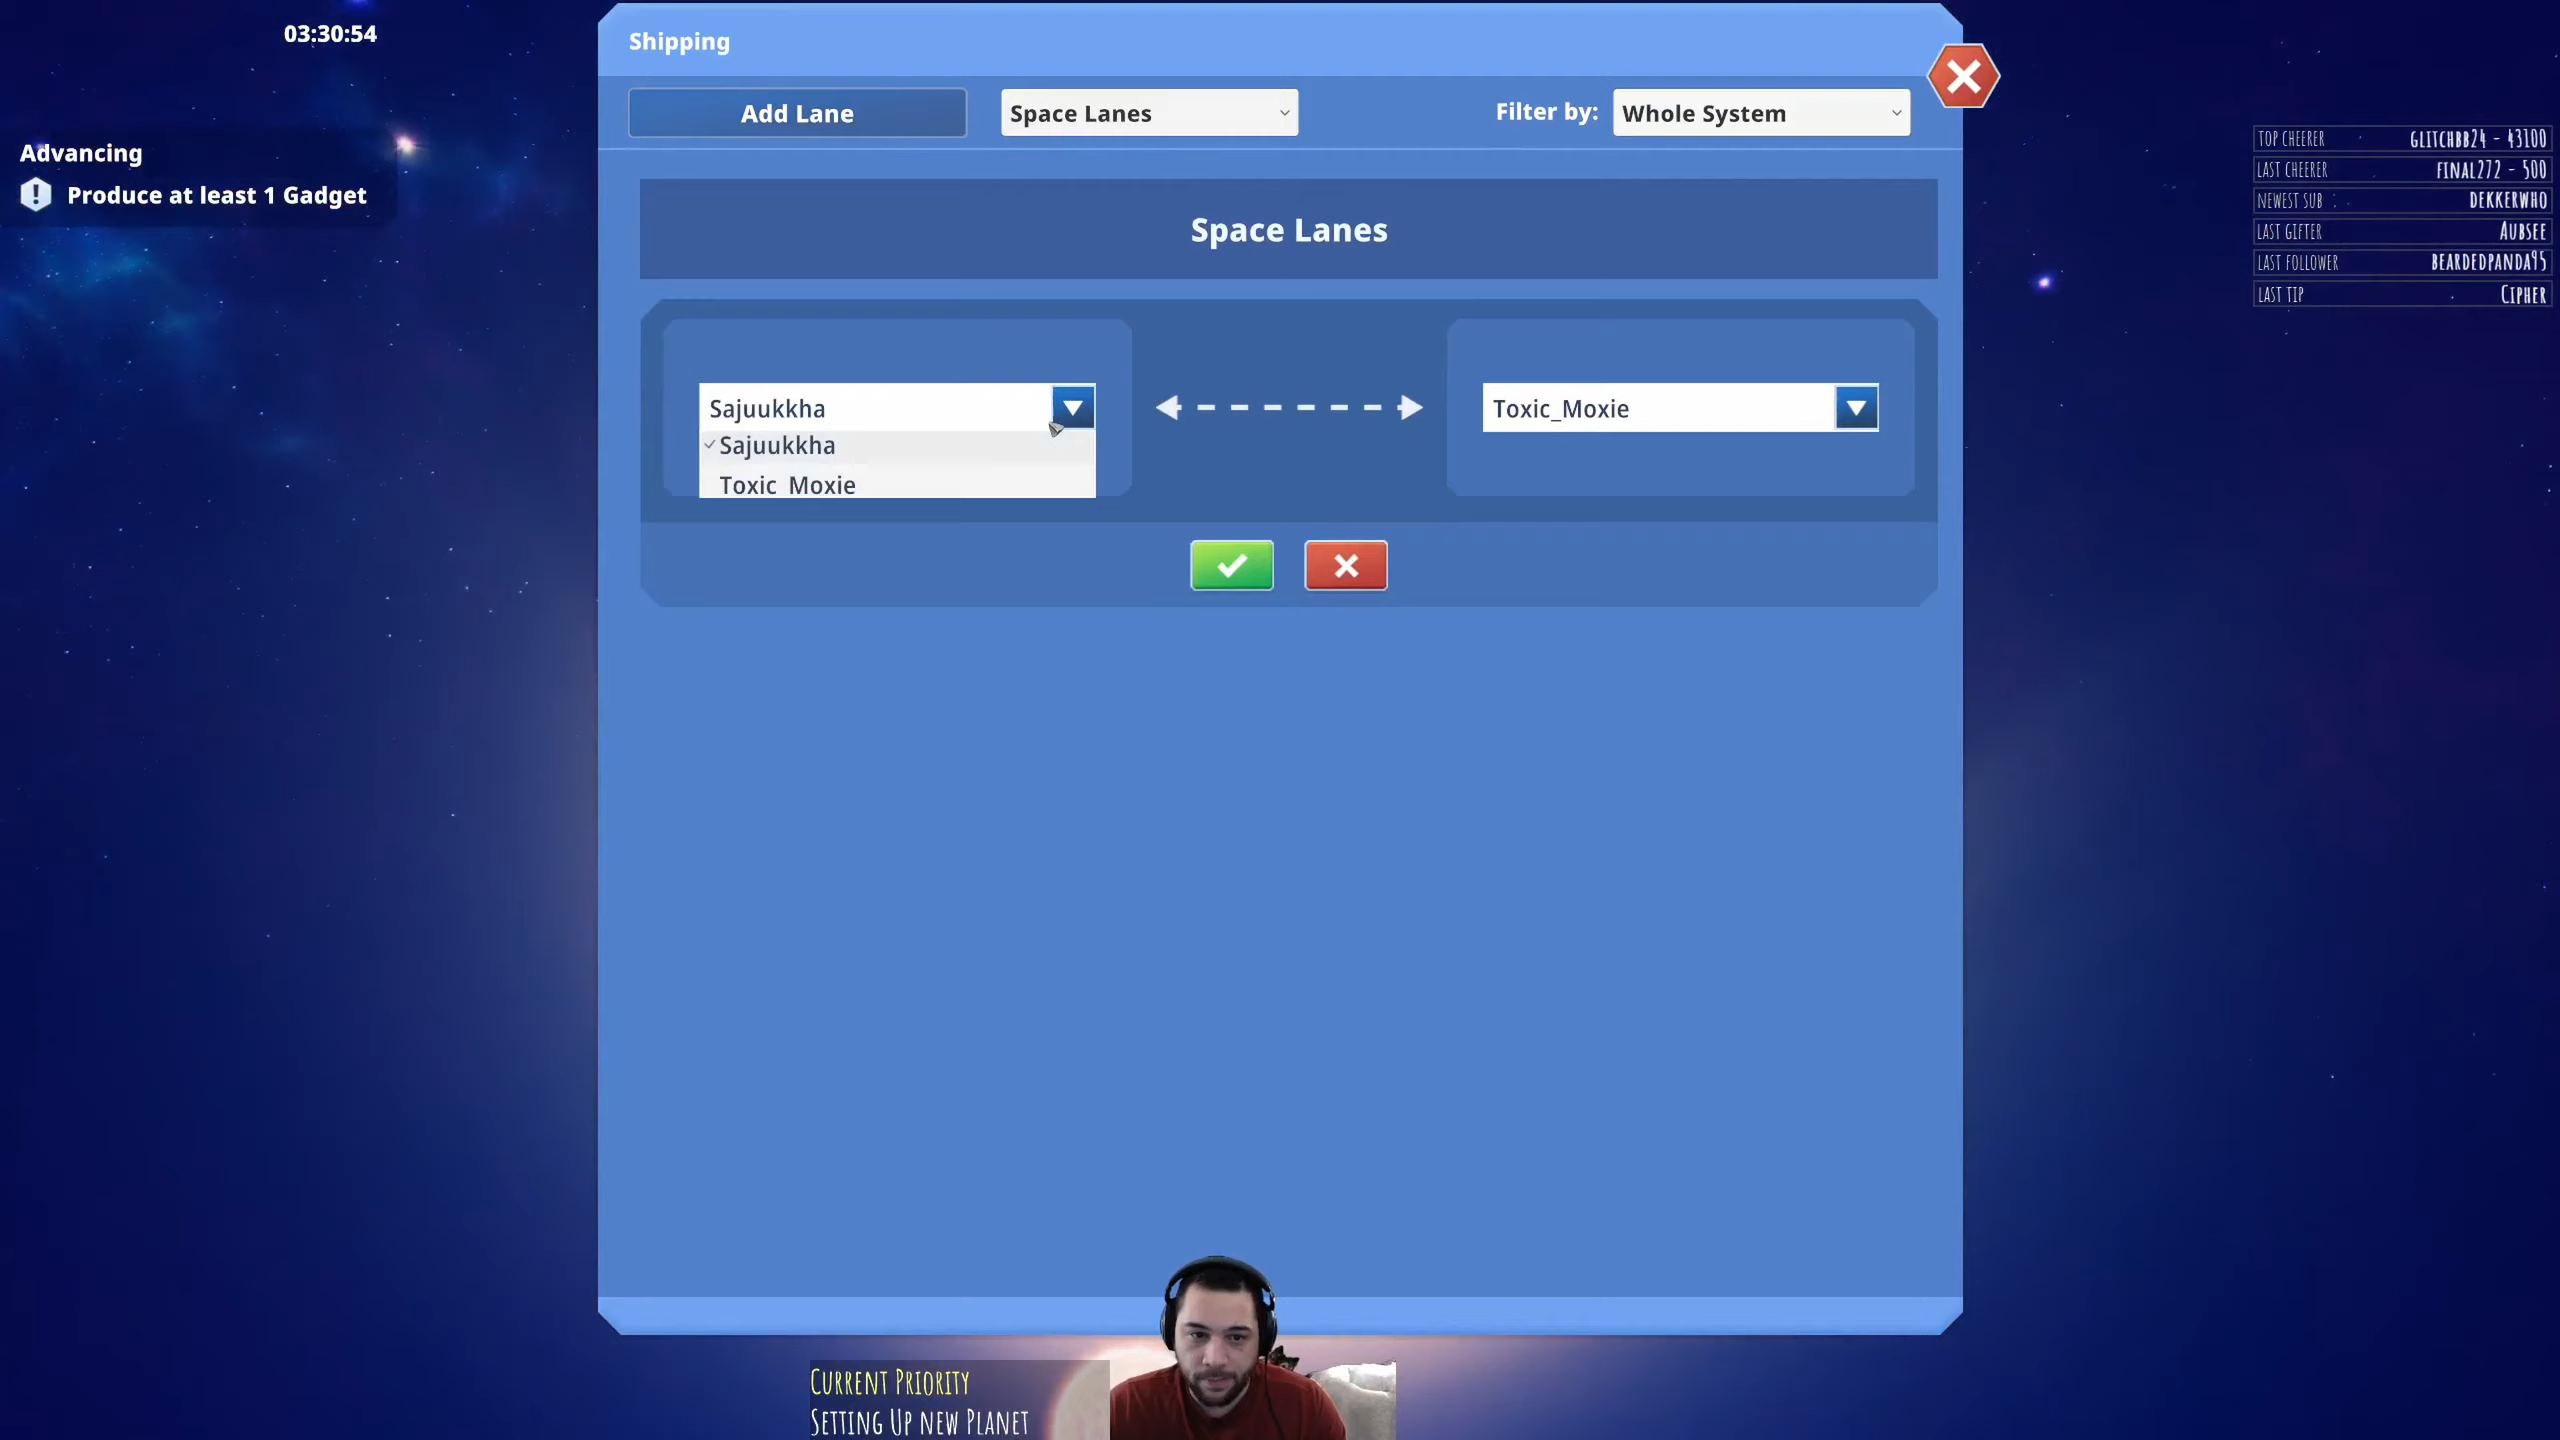 03:30:54
Shipping
Add Lane
Space Lanes
Filter by:
Whole System
Advancing
Produce at least 1 Gadget
TOP CHEERER GLITCHBB24 - 43100
LAST CHEERER FINAL272 - 500
NEWEST SUB : DEKKERWHO
LAST GIFTER AUBSEE
LAST FOLLOWER BEARDEDPANDA95
LAST TIP CIPHER
Space Lanes
Sajuukkha
Toxic_Moxie
Sajuukkha
Toxic Moxie
CURRENT PRIORITY
SETTING UP NEW PLANET